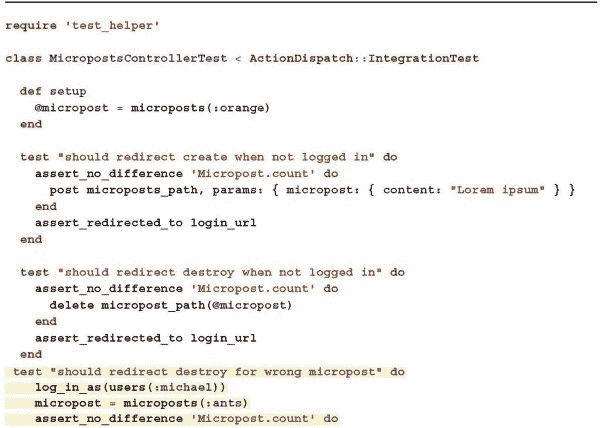 require 'test_helper'
class MicropostsControllerTest < ActionDispatch::IntegrationTest
def setup
@micropost = microposts(:orange)
end
test "should redirect create when not logged in" do
assert_no_difference 'Micropost.count' do
post microposts_path, params: { micropost: { content: "Lorem ipsum" } }
end
assert_redirected_to login_url
end
test "should redirect destroy when not logged in" do
assert_no_difference 'Micropost.count' do
delete micropost_path(@micropost)
end
assert_redirected_to login_url
end
test "should redirect destroy for wrong micropost" do
log_in_as(users(:michael))
micropost = microposts(:ants)
assert_no_difference 'Micropost.count' do